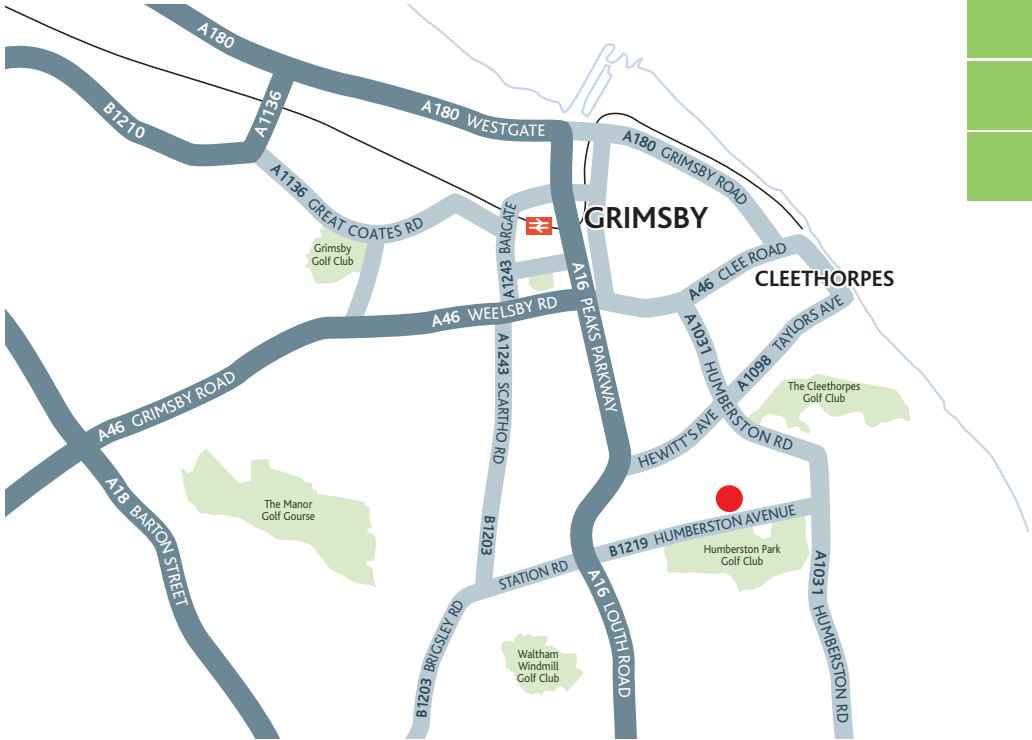 A180
B1210
A1136
A180 WESTGATE
A180 GRIMSBY ROAD
A1136 GREAT COATES RD
A1243 BARGATE
GRIMSBY
Grimsby
Golf Club
A46 CLEE ROAD
CLEETHORPES
A16 PEAKS PARKWAY
A46 WEELSBY RD
A1098 TAYLORS AVE
A1031 HUMBERSTON RD
A1243 SCARTHO RD
The Cleethorpes
Golf Club
A46 GRIMSBY ROAD
HEWITT'S AVE
A18 BARTON STREET
The Manor
Golf Gourse
B1203
B1219 HUMBERSTON AVENUE
STATION RD
Humberston Park
Golf Club
A16 LOUTH ROAD
A1031 HUMBERSTON RD
B1203 BRIGSLEY RD
Waltham
Windmill
Golf Club